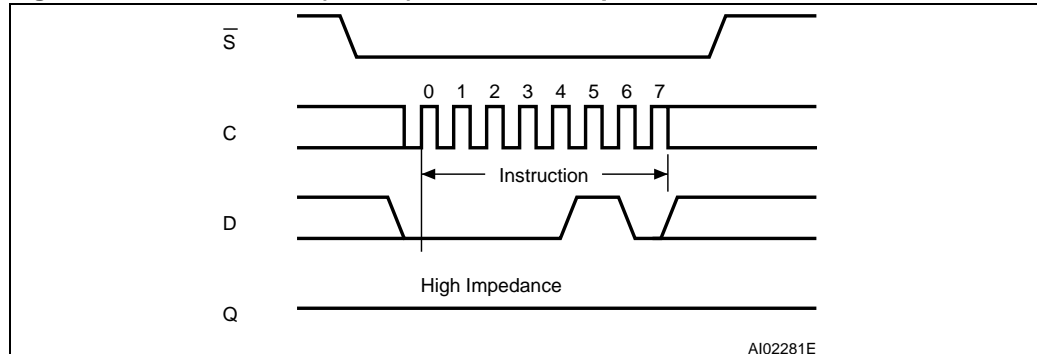 S̅
0 1 2 3 4 5 6 7
C
Instruction
D
High Impedance
Q
AI02281E